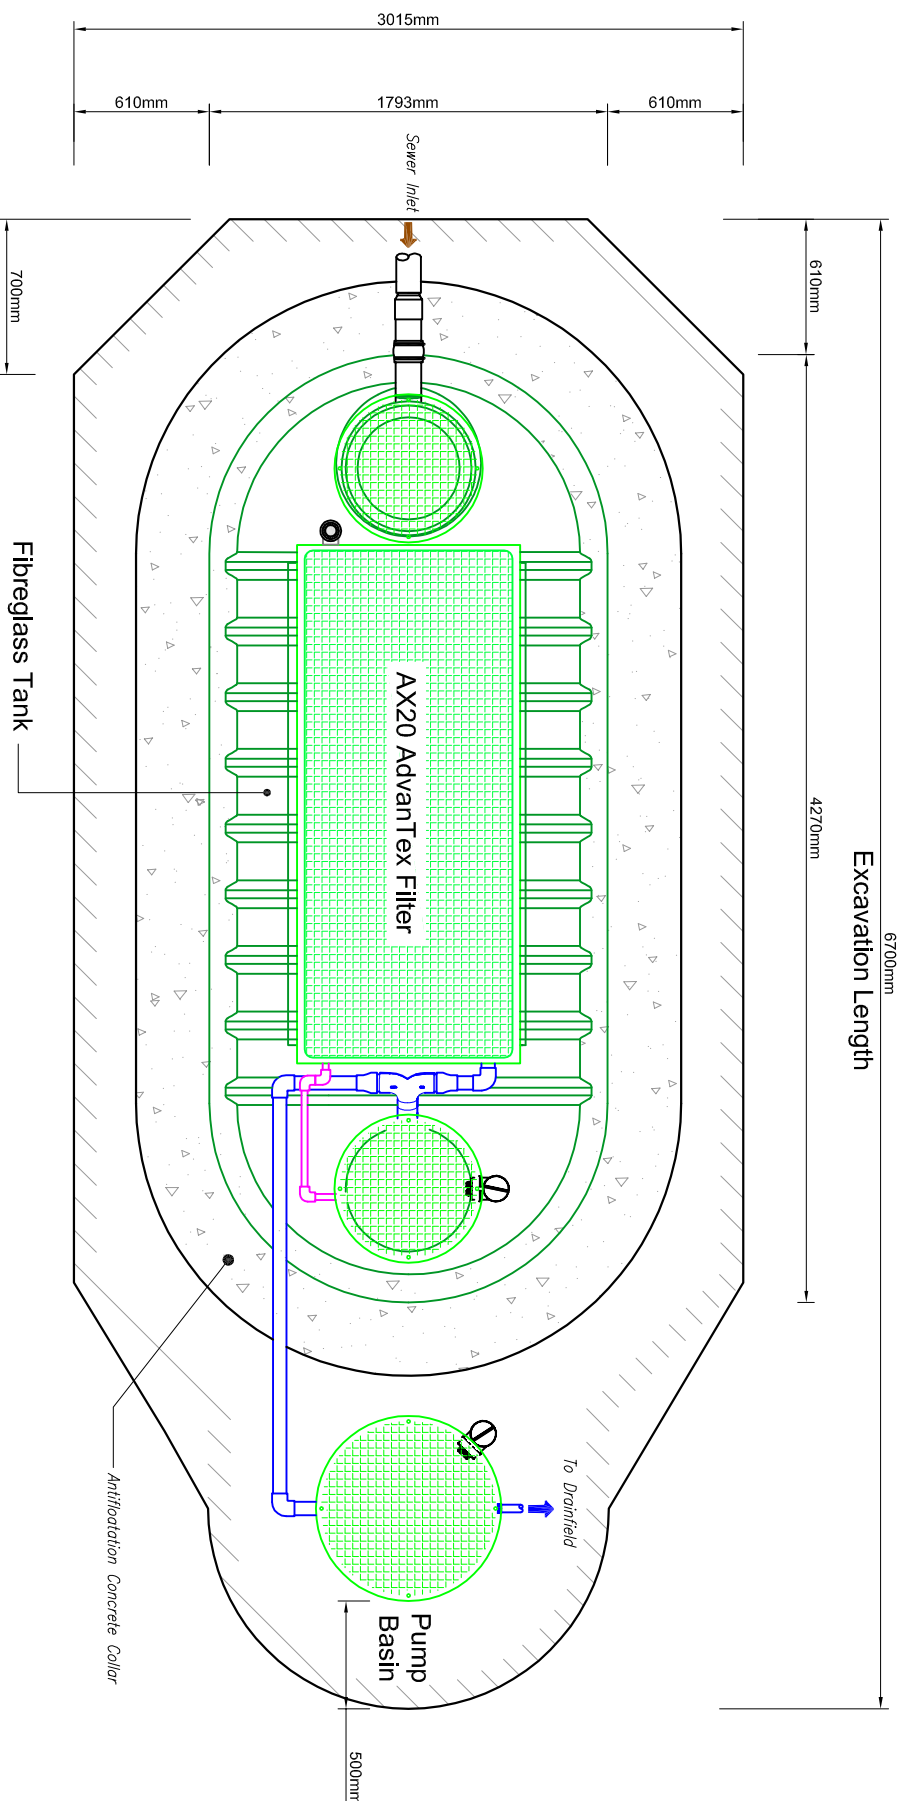 3015mm
610mm
1793mm
610mm
Sewer Inlet
700mm
610mm
Fibreglass Tank
AX20 AdvanTex Filter
4270mm
Excavation Length
6700mm
To Drainfield
Antifloatation Concrete Collar
Pump
Basin
500mm